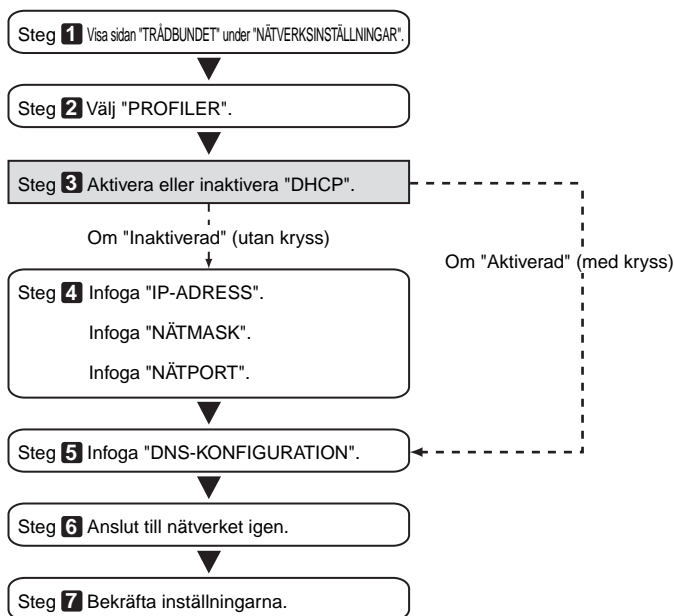 Steg 1 Visa sidan "TRÅDBUNDET" under "NÄTVERKSINSTÄLLNINGAR".
Steg 2 Välj "PROFILER".
Steg 3 Aktivera eller inaktivera "DHCP".
Om "Inaktiverad" (utan kryss)
Om "Aktiverad" (med kryss)
Steg 4 Infoga "IP-ADRESS".
Infoga "NÄTMASK".
Infoga "NÄTPORT".
Steg 5 Infoga "DNS-KONFIGURATION".
Steg 6 Anslut till nätverket igen.
Steg 7 Bekräfta inställningarna.